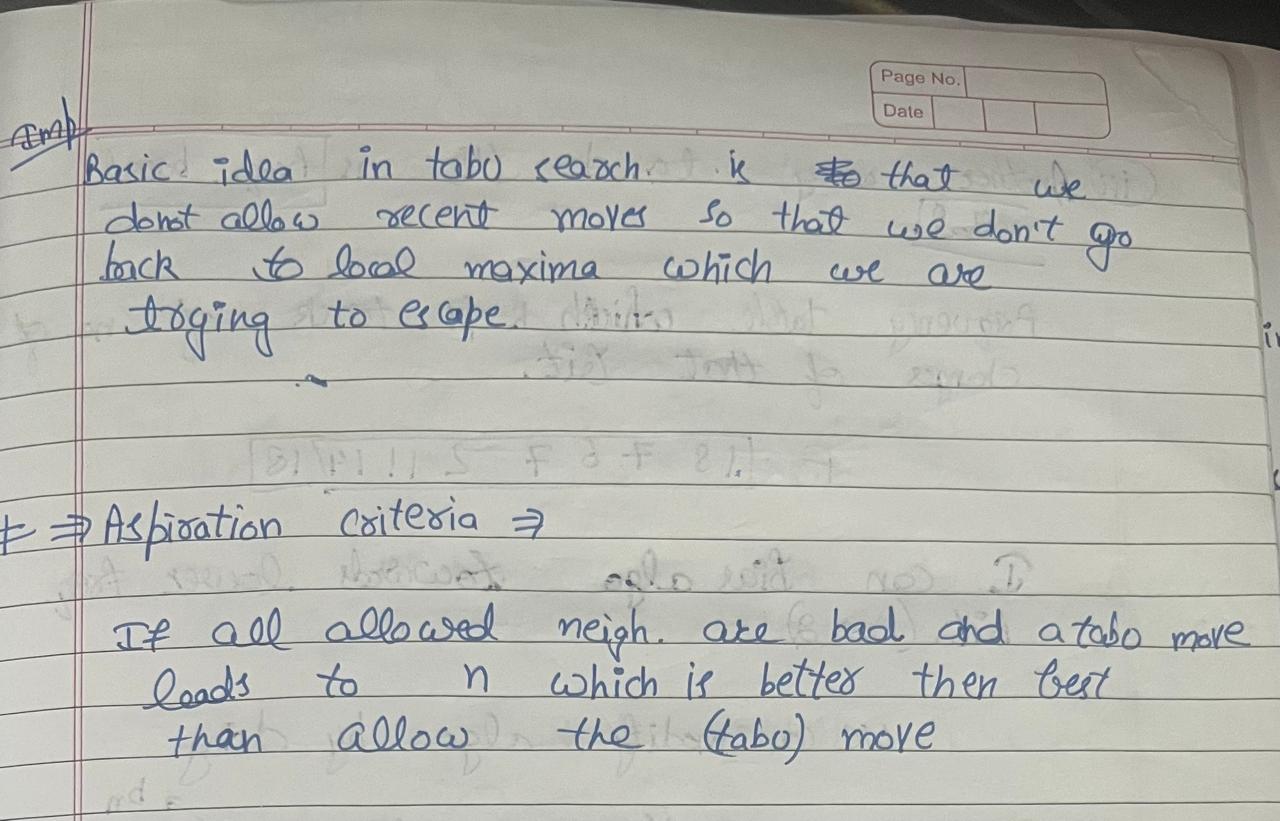 Page No.
Date
Imp
Basic idea in tabu search. is that we
donot allow recent moves so that we don't go
back to local maxima which we are
trying to escape.
⇒ Aspiration criteria ⇒
If all allowed neigh. are bad and a tabo move
leads to n which is better then best
than allow the (tabo) move